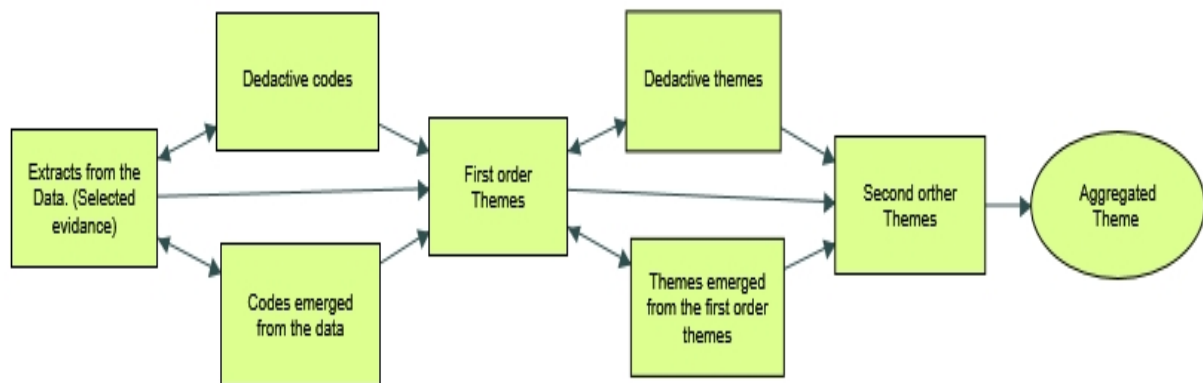 Dedactive codes
Dedactive themes
Extracts from the
Data. (Selected
evidance)
First order
Themes
Second orther
Themes
Aggregated
Theme
Codes emerged
from the data
Themes emerged
from the first order
themes